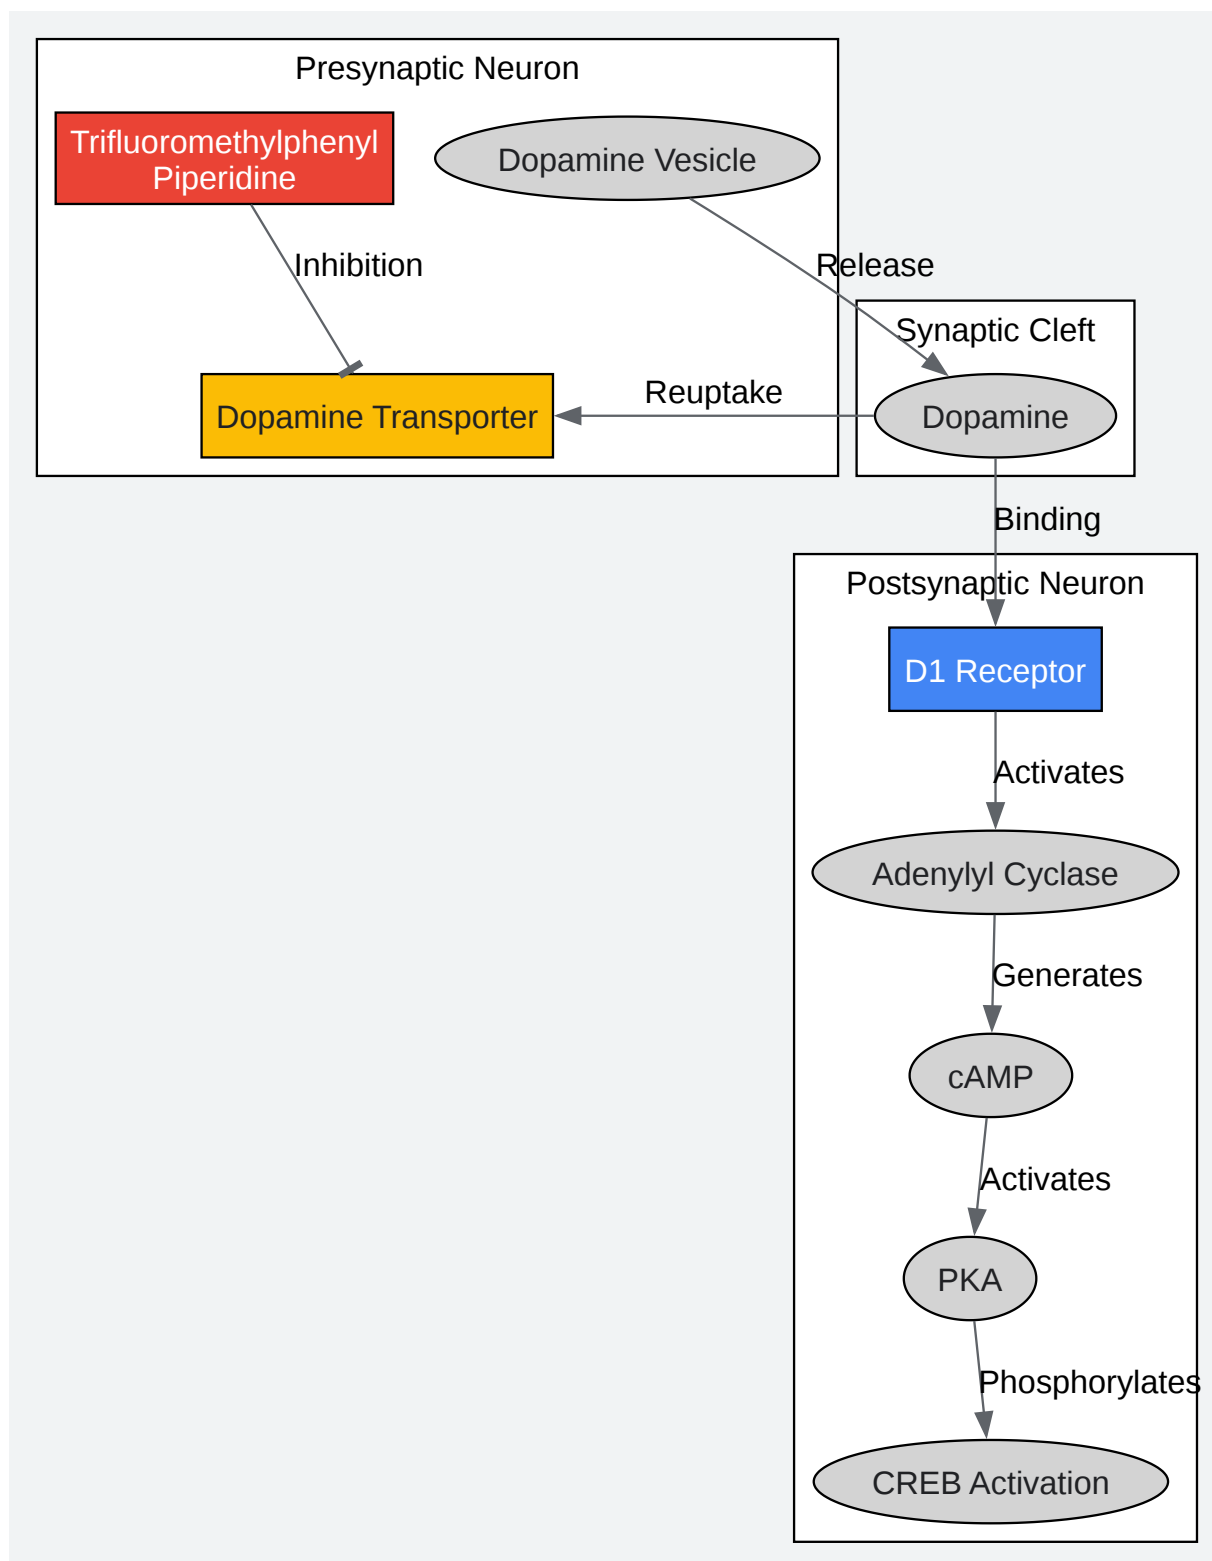 Presynaptic Neuron
Trifluoromethylphenyl
Piperidine
Dopamine Vesicle
Inhibition
Release
Synaptic Cleft
Dopamine Transporter
Reuptake
Dopamine
Binding
Postsynaptic Neuron
D1 Receptor
Activates
Adenylyl Cyclase
Generates
cAMP
Activates
PKA
Phosphorylates
CREB Activation